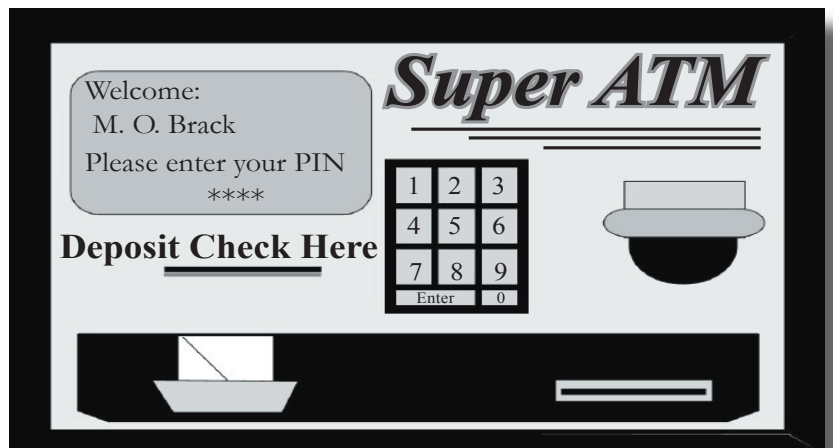 Welcome:
M. O. Brack
Please enter your PIN
****
Super ATM
Deposit Check Here
1 2 3
4 5 6
7 8 9
Enter 0